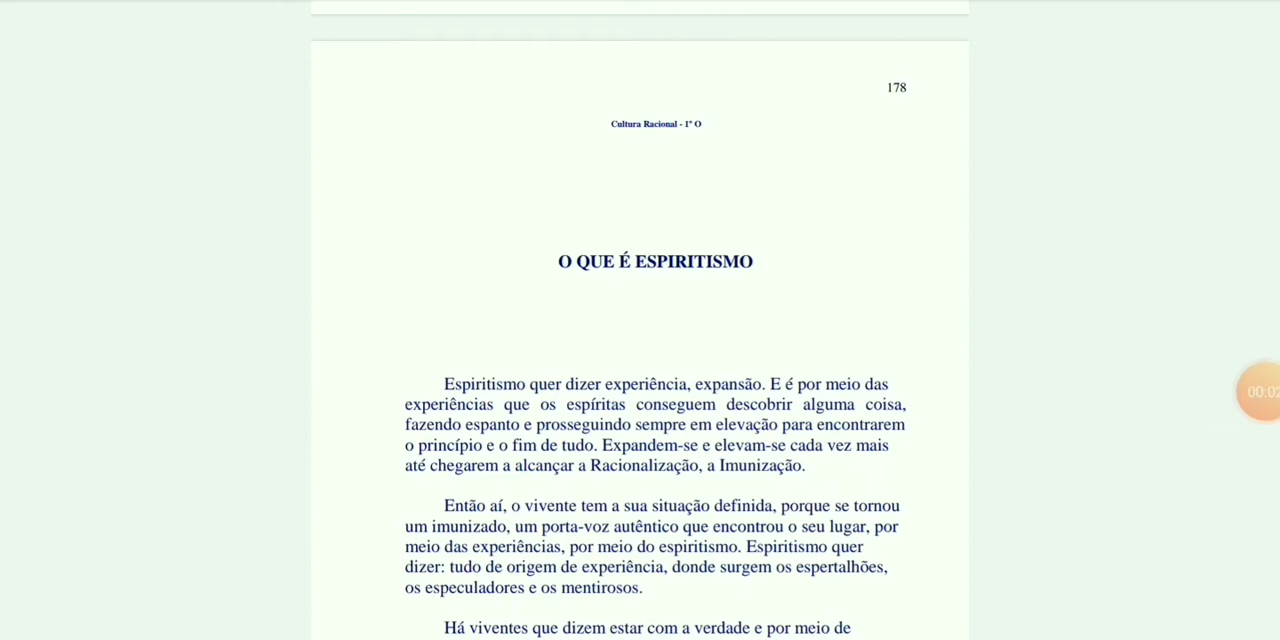 178
Cultura Racional - 1º O
O QUE É ESPIRITISMO
Espiritismo quer dizer experiência, expansão. E é por meio das
experiências que os espíritas conseguem descobrir alguma coisa,
fazendo espanto e prosseguindo sempre em elevação para encontrarem
o princípio e o fim de tudo. Expandem-se e elevam-se cada vez mais
até chegarem a alcançar a Racionalização, a Imunização.
Então aí, o vivente tem a sua situação definida, porque se tornou
um imunizado, um porta-voz autêntico que encontrou o seu lugar, por
meio das experiências, por meio do espiritismo. Espiritismo quer
dizer: tudo de origem de experiência, donde surgem os espertalhões,
os especuladores e os mentirosos.
Há viventes que dizem estar com a verdade e por meio de
00:02